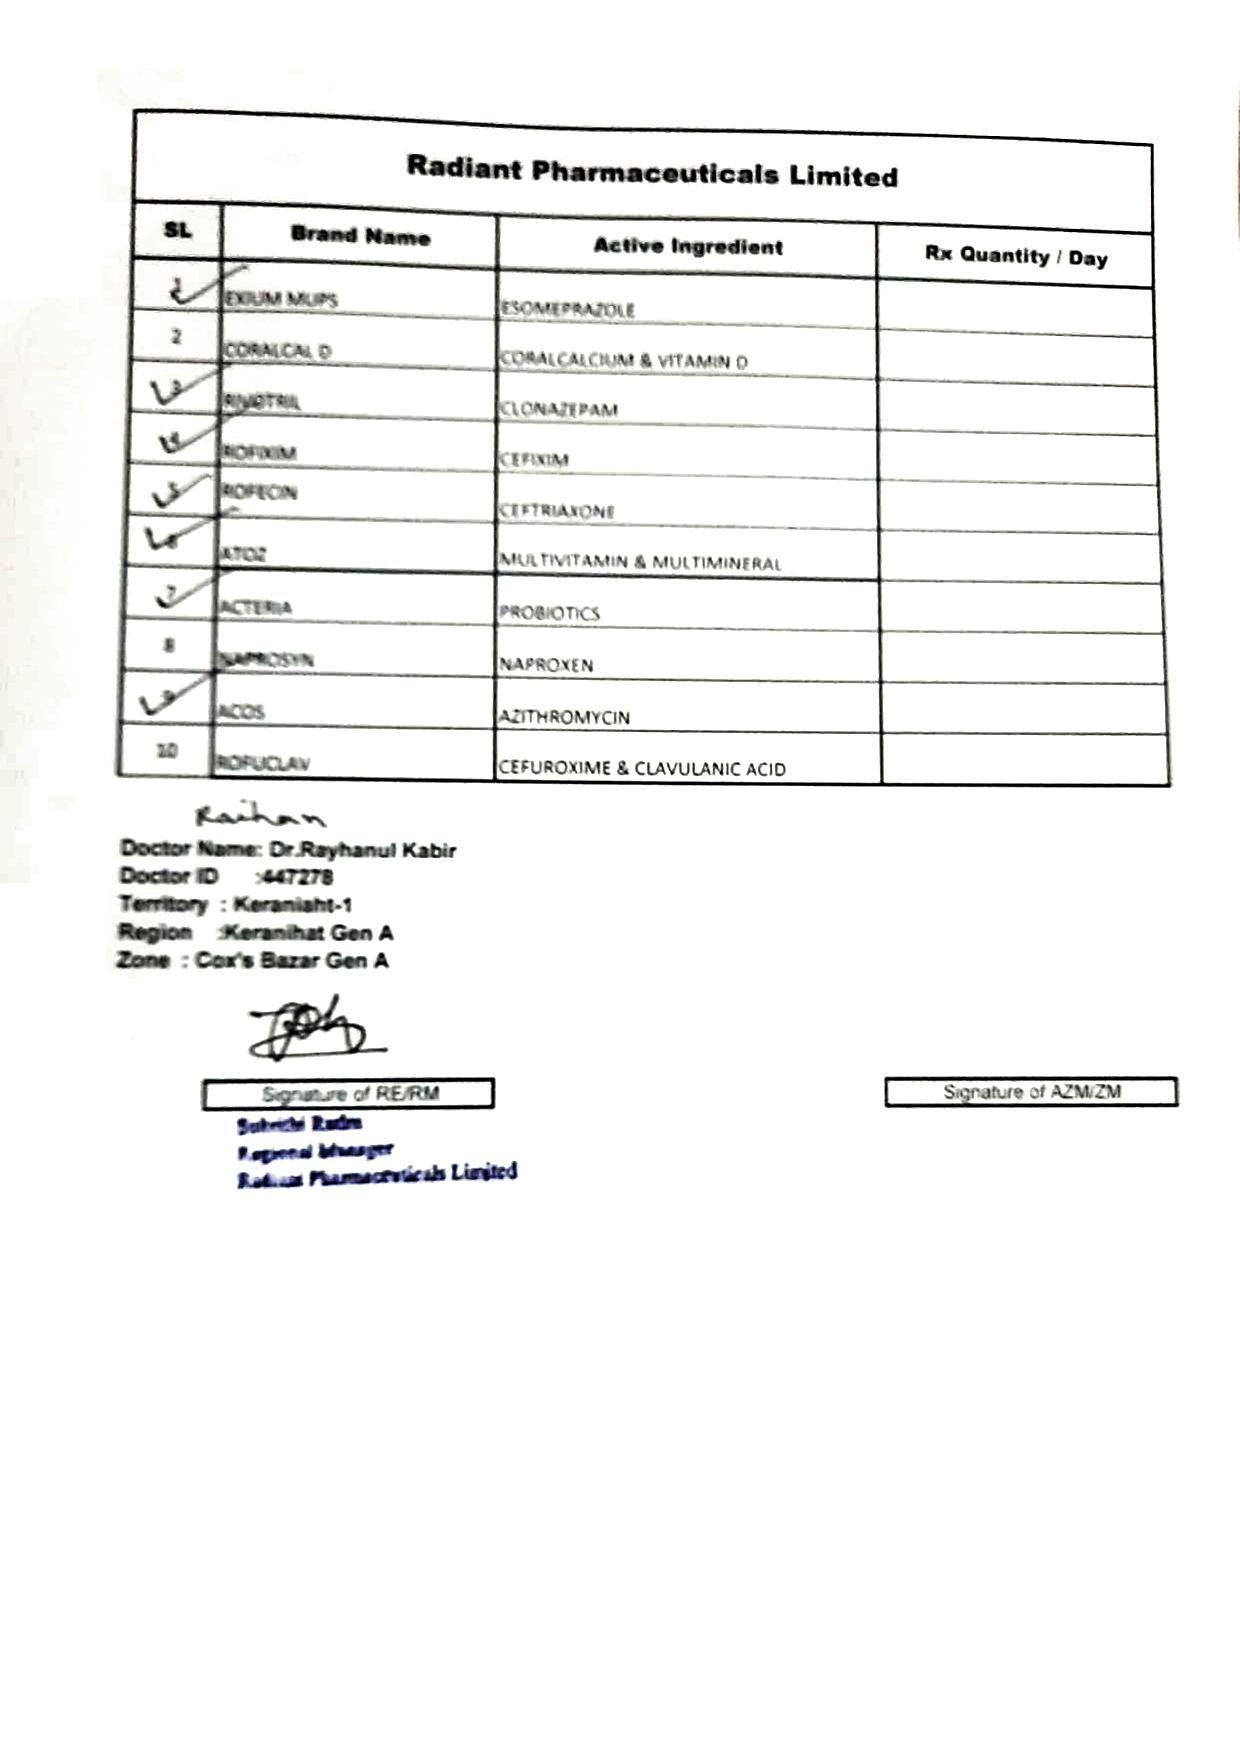 Radiant Pharmaceuticals Limited
SL Brand Name Active Ingredient Rx Quantity / Day
1 EXIUM MUPS ESOMEPRAZOLE
2 CORALCAL D CORALCALCIUM & VITAMIN D
3 RIVOTRIL CLONAZEPAM
4 ROFIXIM CEFIXIM
5 ROFECIN CEFTRIAXONE
6 ATOZ MULTIVITAMIN & MULTIMINERAL
7 ACTERIA PROBIOTICS
8 NAPROSYN NAPROXEN
9 ACOS AZITHROMYCIN
10 ROFUCLAV CEFUROXIME & CLAVULANIC ACID
Raihan
Doctor Name: Dr.Rayhanul Kabir
Doctor ID :447278
Territory : Keraniaht-1
Region :Keranihat Gen A
Zone : Cox's Bazar Gen A
Signature of RE/RM Signature of AZM/ZM
Regional Manager
Radiant Pharmaceuticals Limited